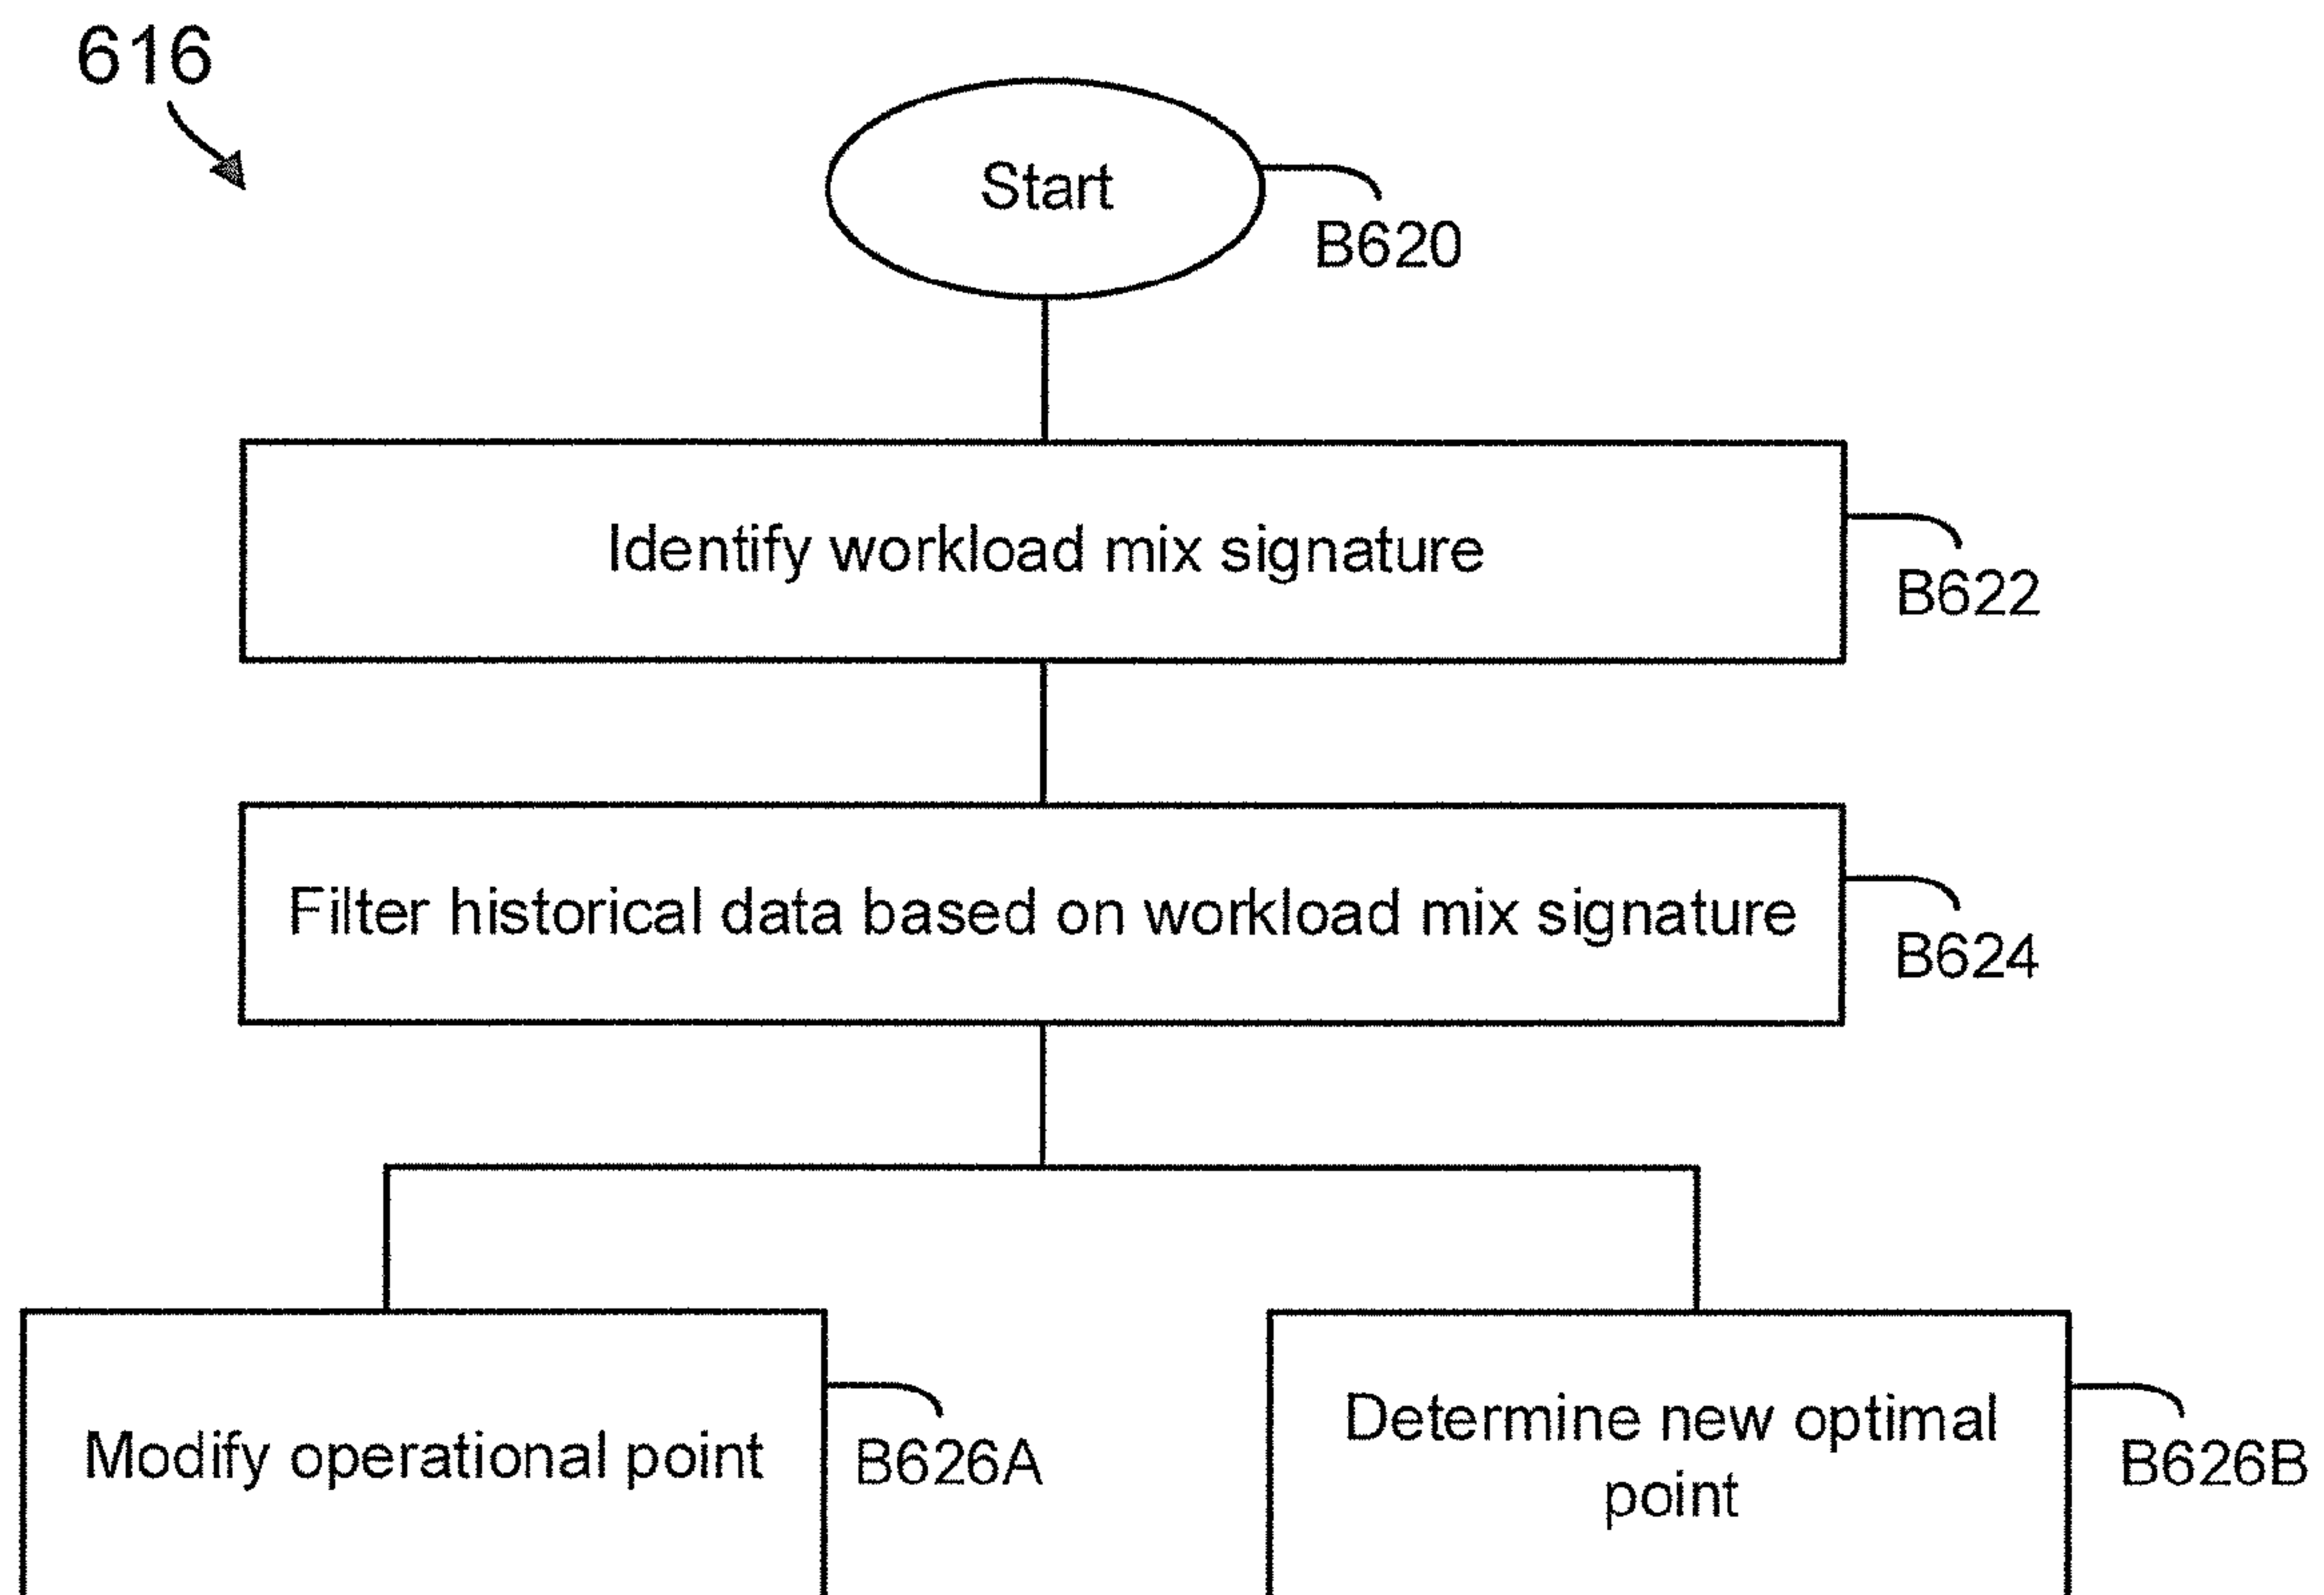 616
Start
B620
Identify workload mix signature
B622
Filter historical data based on workload mix signature
B624
Modify operational point
B626A
Determine new optimal
point
B626B